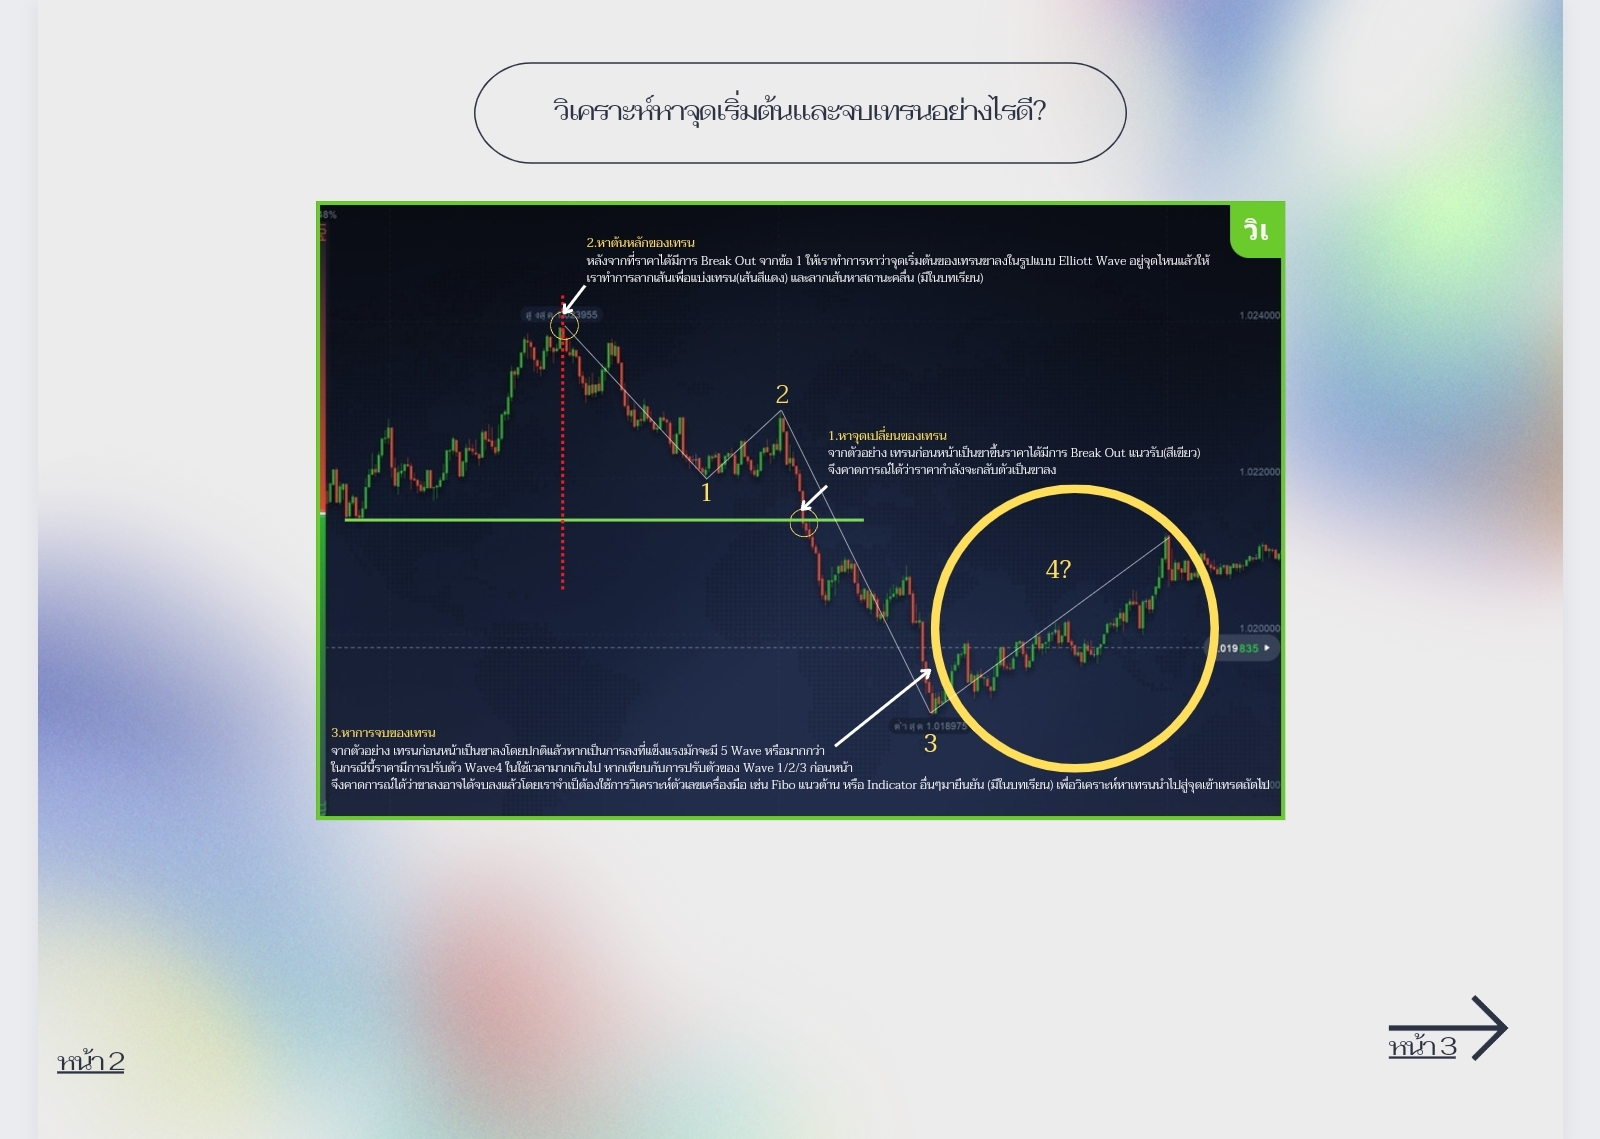 วิเคราะห์หาจุดเริ่มต้นและจบเทรนอย่างไรดี?
วิเ
2.หาต้นหลักของเทรน
หลังจากที่ราคาได้มีการ Break Out จากข้อ 1 ให้เราทำการหาว่าจุดเริ่มต้นของเทรนขาลงในรูปแบบ Elliott Wave อยู่จุดไหนแล้วให้
เราทำการลากเส้นเพื่อแบ่งเทรน(เส้นสีแดง) และลากเส้นหาสถานะคลื่น (มีในบทเรียน)
1.024000
2
1.หาจุดเปลี่ยนของเทรน
จากตัวอย่าง เทรนก่อนหน้าเป็นขาขึ้นราคาได้มีการ Break Out แนวรับ(สีเขียว)
จึงคาดการณ์ได้ว่าราคากำลังจะกลับตัวเป็นขาลง
1.022000
1
4?
1.020000
.019835
ต่ำสุด 1.018975
3
3.หาการจบของเทรน
จากตัวอย่าง เทรนก่อนหน้าเป็นขาลงโดยปกติแล้วหากเป็นการลงที่แข็งแรงมักจะมี 5 Wave หรือมากกว่า
ในกรณีนี้ราคามีการปรับตัว Wave4 ในใช้เวลามากเกินไป หากเทียบกับการปรับตัวของ Wave 1/2/3 ก่อนหน้า
จึงคาดการณ์ได้ว่าขาลงอาจได้จบลงแล้วโดยเราจำเป็ต้องใช้การวิเคราะห์ตัวเลขเครื่องมือ เช่น Fibo แนวต้าน หรือ Indicator อื่นๆมายืนยัน (มีในบทเรียน) เพื่อวิเคราะห์หาเทรนนำไปสู่จุดเข้าเทรดถัดไป
หน้า 2
หน้า 3